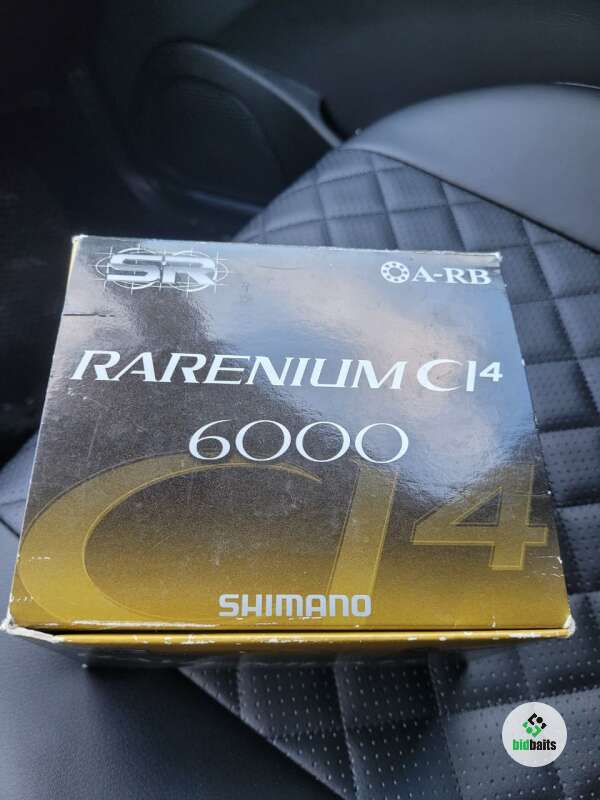 SR
A-RB
RARENIUM CI4
6000
CI4
SHIMANO
bidbaits